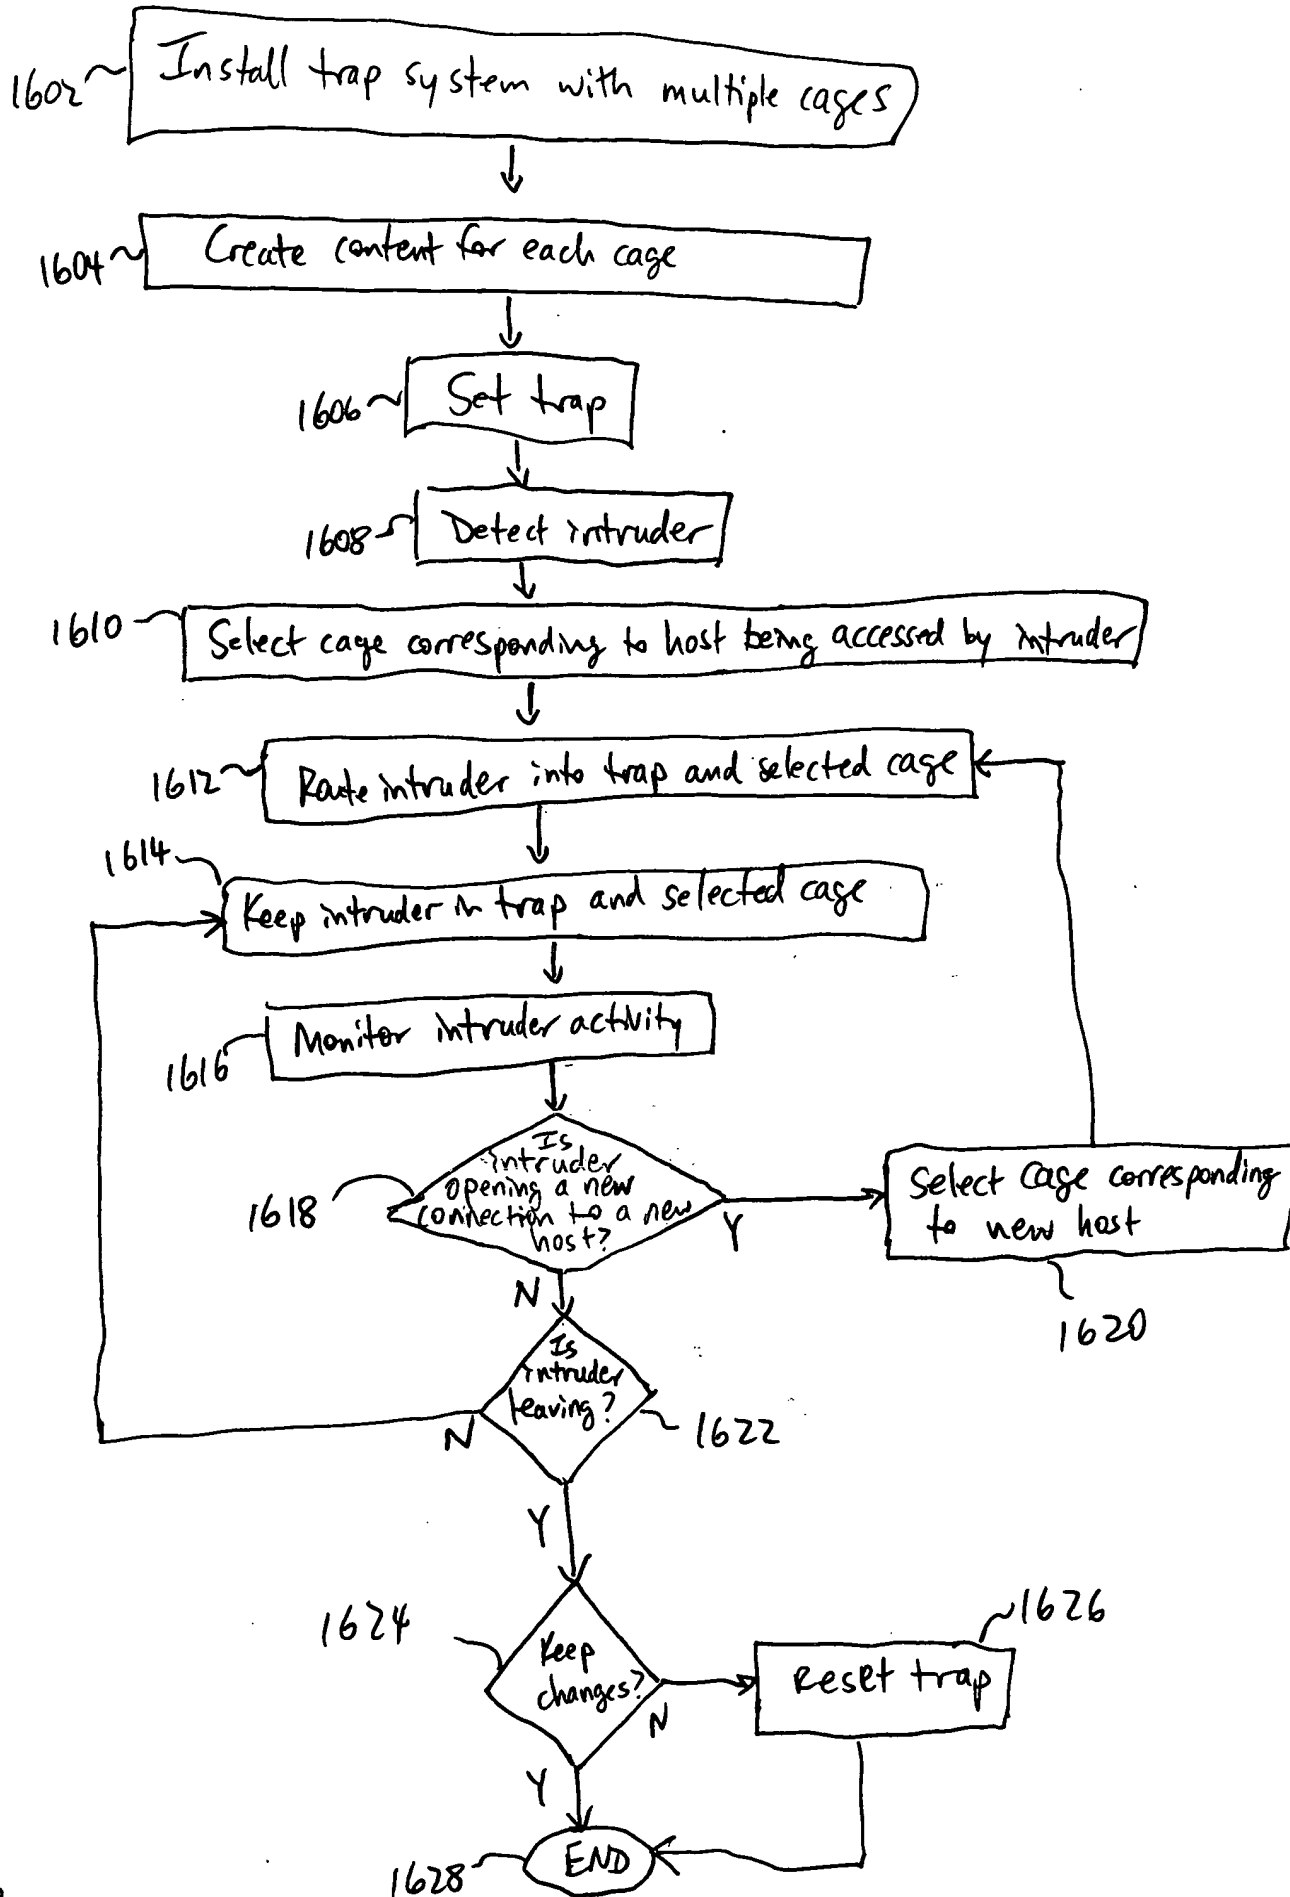 1602
Install trap system with multiple cages
1604
Create content for each cage
1606
Set trap
1608
Detect intruder
1610
Select cage corresponding to host being accessed by intruder
1612
Route intruder into trap and selected cage
1614
Keep intruder in trap and selected cage
1616
Monitor intruder activity
1618
Is
intruder
opening a new
connection to a new
host?
Y
N
Select cage corresponding
to new host
1620
Is
intruder
leaving?
N
1622
Y
1624
Keep
changes?
N
1626
Reset trap
Y
1628
END